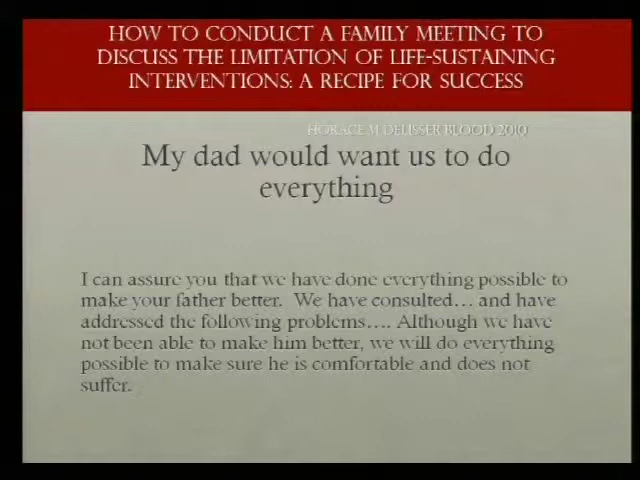 HOW TO CONDUCT A FAMILY MEETING TO
DISCUSS THE LIMITATION OF LIFE-SUSTAINING
INTERVENTIONS: A RECIPE FOR SUCCESS
HORACE M DELISSER BLOOD 2010
My dad would want us to do
everything
I can assure you that we have done everything possible to
make your father better. We have consulted... and have
addressed the following problems.... Although we have
not been able to make him better, we will do everything
possible to make sure he is comfortable and does not
suffer.